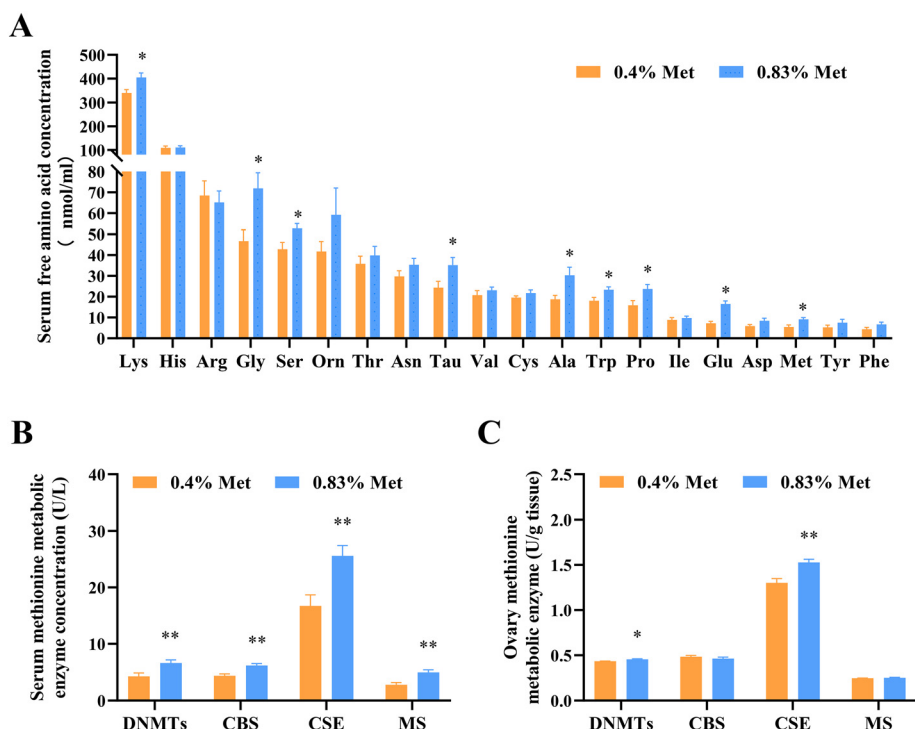 A
Serum free amino acid concentration
( nmol/ml)
500
400
300
200
100
80
70
60
50
40
30
20
10
0
0.4% Met 0.83% Met
* * * * * * * * *
Lys His Arg Gly Ser Orn Thr Asn Tau Val Cys Ala Trp Pro Ile Glu Asp Met Tyr Phe
B
Serum methionine metabolic
enzyme concentration (U/L)
40
30
20
10
0
0.4% Met 0.83% Met
** ** ** **
DNMTs CBS CSE MS
C
Ovary methionine
metabolic enzyme (U/g tissue)
2.5
2.0
1.5
1.0
0.5
0.0
0.4% Met 0.83% Met
* **
DNMTs CBS CSE MS